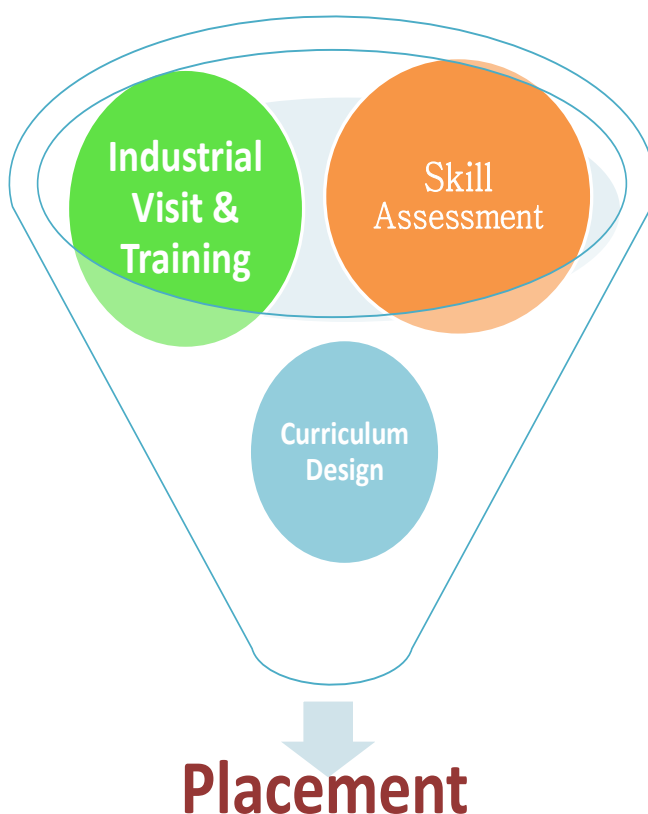 Industrial
Visit &
Training
Skill
Assessment
Curriculum
Design
Placement